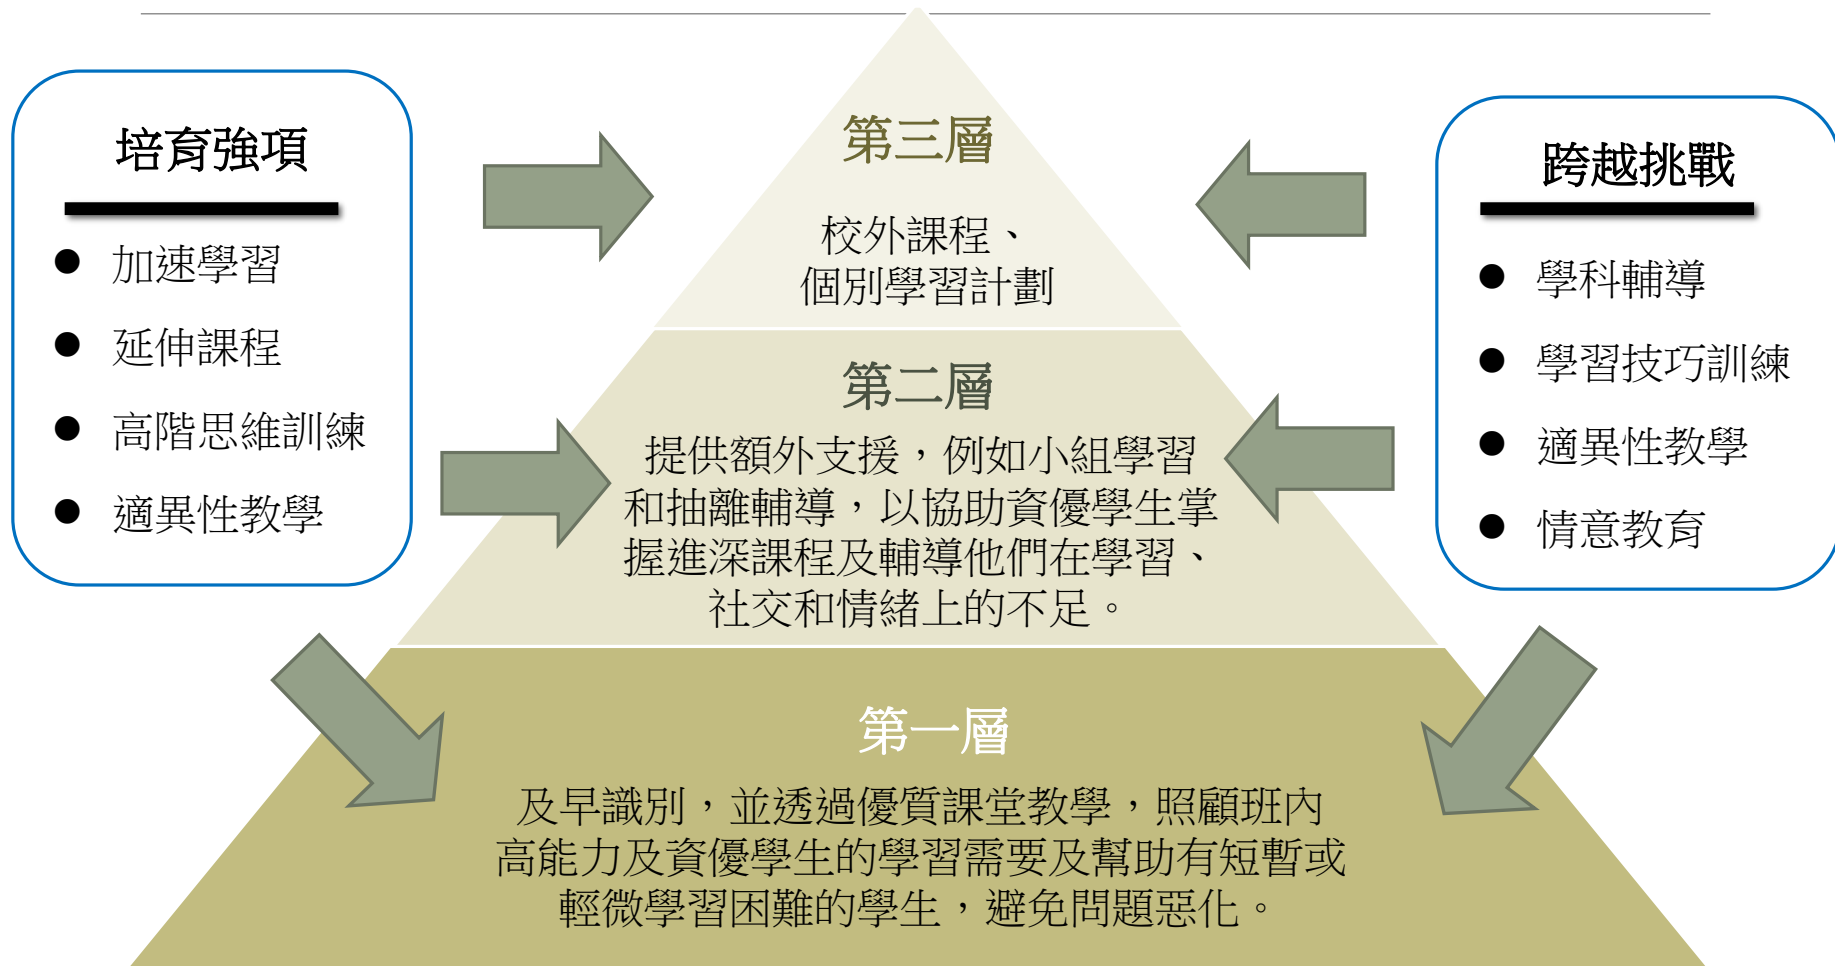 培育強項
● 加速學習
● 延伸課程
● 高階思維訓練
● 適異性教學
第三層
校外課程、
個別學習計劃
第二層
提供額外支援，例如小組學習
和抽離輔導，以協助資優學生掌
握進深課程及輔導他們在學習、
社交和情緒上的不足。
第一層
及早識別，並透過優質課堂教學，照顧班內
高能力及資優學生的學習需要及幫助有短暫或
輕微學習困難的學生，避免問題惡化。
跨越挑戰
● 學科輔導
● 學習技巧訓練
● 適異性教學
● 情意教育